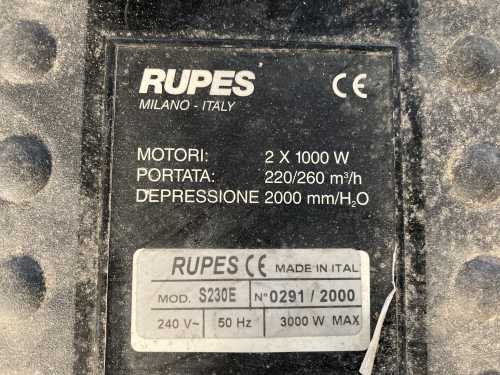 RUPES CE
MILANO - ITALY
MOTORI: 2 X 1000 W
PORTATA: 220/260 m³/h
DEPRESSIONE 2000 mm/H₂O
RUPES CE MADE IN ITAL
MOD. S230E N° 0291 / 2000
240 V~ 50 Hz 3000 W MAX